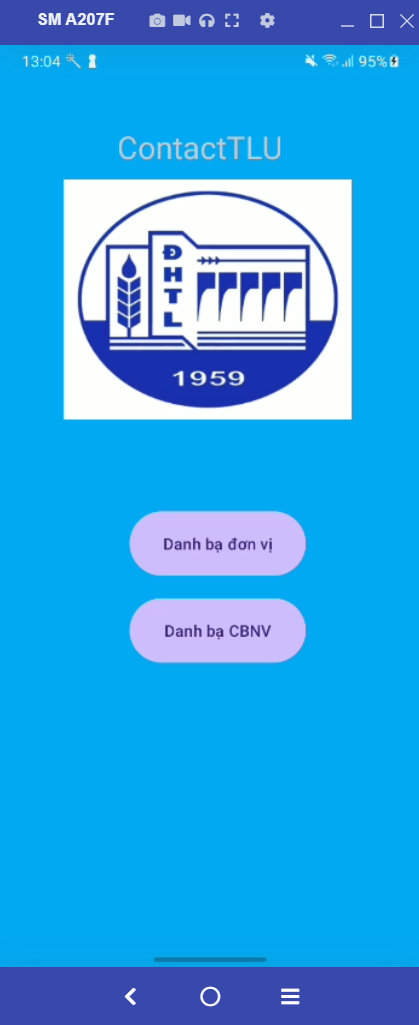 SM A207F
13:04
95%
ContactTLU
ĐHTL
1959
Danh bạ đơn vị
Danh bạ CBNV